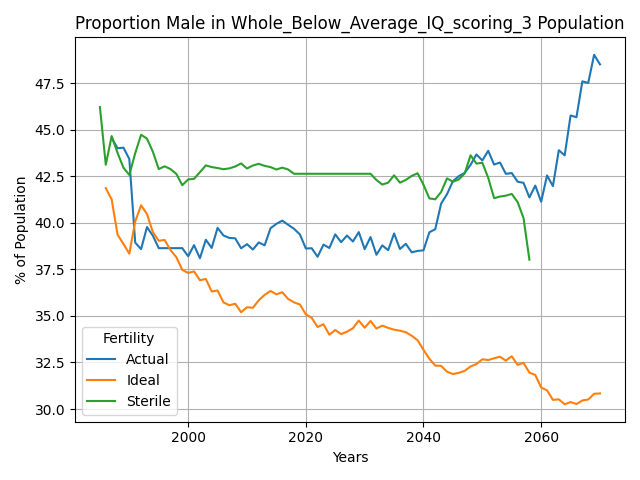 Proportion Male in Whole_Below_Average_IQ_scoring_3 Population
% of Population
47.5
45.0
42.5
40.0
37.5
35.0
32.5
30.0
Fertility
Actual
Ideal
Sterile
2000
2020
2040
2060
Years